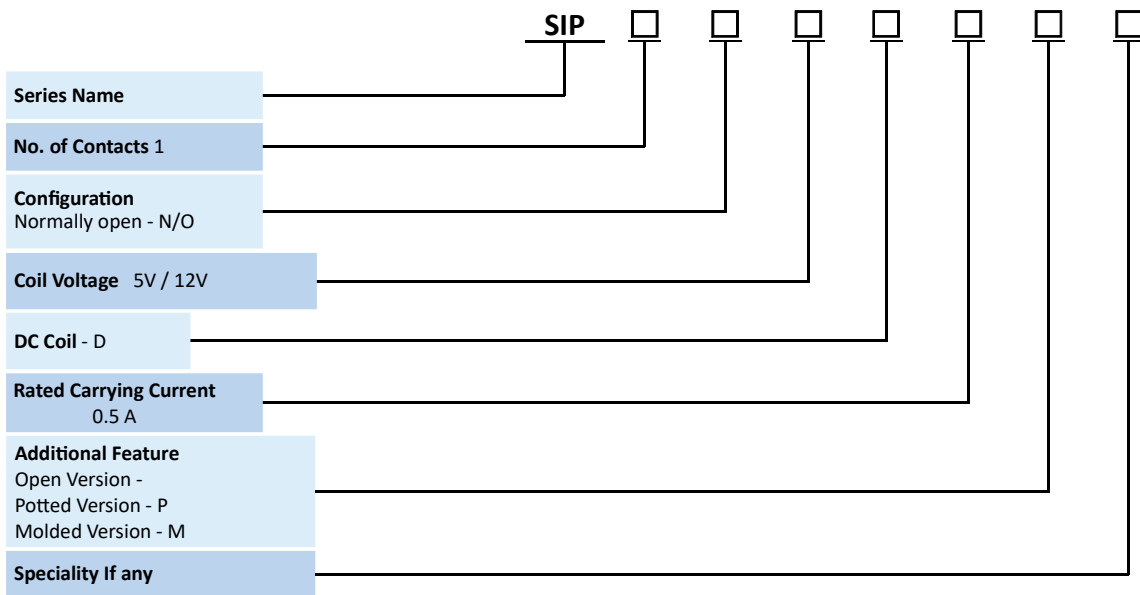 SIP
Series Name
No. of Contacts 1
Configuration
Normally open - N/O
Coil Voltage 5V / 12V
DC Coil - D
Rated Carrying Current
0.5 A
Additional Feature
Open Version -
Potted Version - P
Molded Version - M
Speciality If any